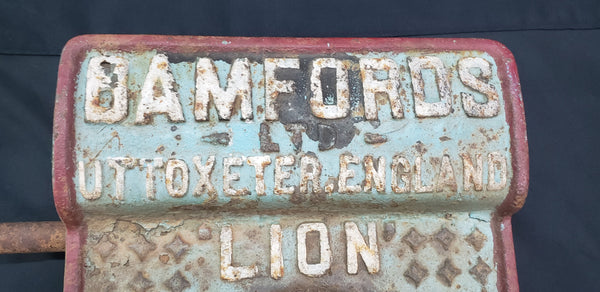 BAMFORDS
- LTD -
UTTOXETER. ENGLAND
LION